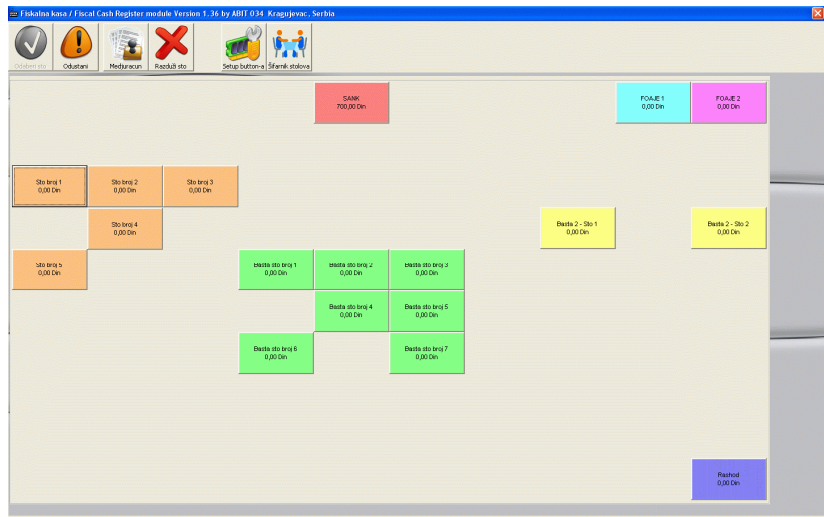 Fiskalna kasa / Fiscal Cash Register module Version 1.36 by ABIT 034 Kragujevac, Serbia
Odaberi sto
Odustani
Medjuracun
Razduži sto
Setup button-a
Šifarnik stolova
SANK
700,00 Din
FOAJE 1
0,00 Din
FOAJE 2
0,00 Din
Sto broj 1
0,00 Din
Sto broj 2
0,00 Din
Sto broj 3
0,00 Din
Sto broj 4
0,00 Din
Basta 2 - Sto 1
0,00 Din
Basta 2 - Sto 2
0,00 Din
Sto broj 5
0,00 Din
Basta sto broj 1
0,00 Din
Basta sto broj 2
0,00 Din
Basta sto broj 3
0,00 Din
Basta sto broj 4
0,00 Din
Basta sto broj 5
0,00 Din
Basta sto broj 6
0,00 Din
Basta sto broj 7
0,00 Din
Rashod
0,00 Din